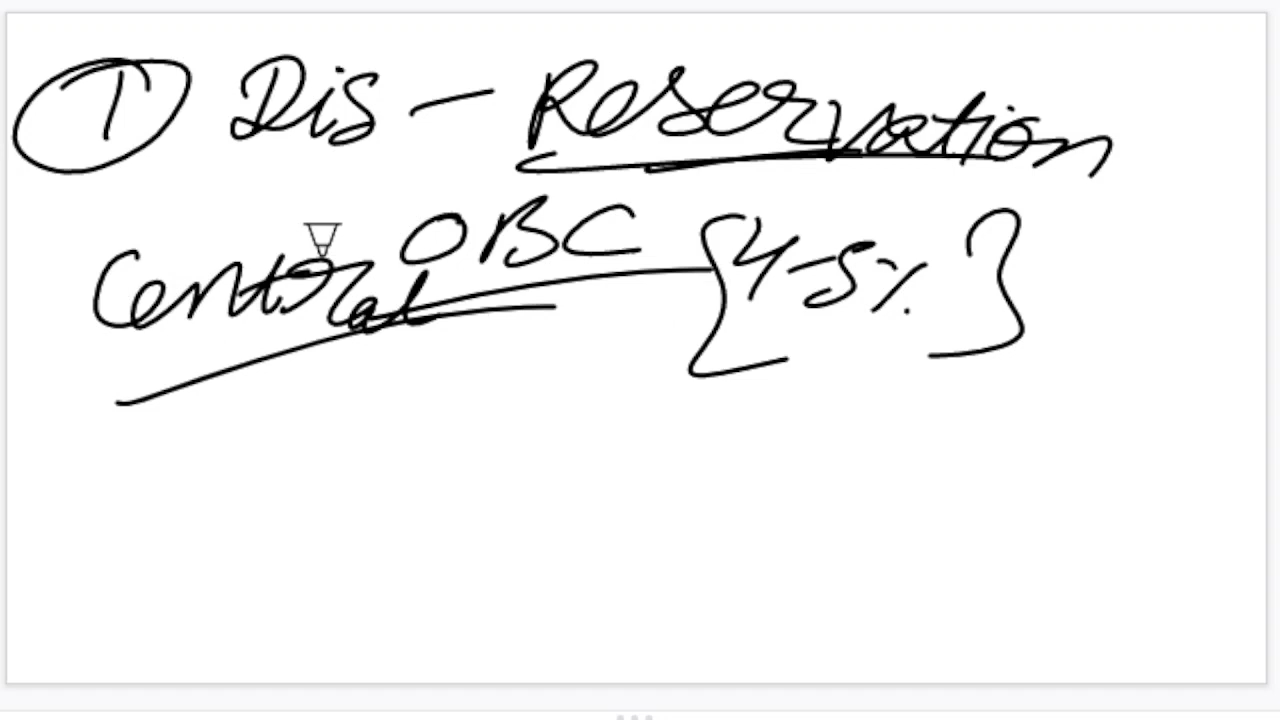 ① Dis - Reservation
Central OBC {4-5%}